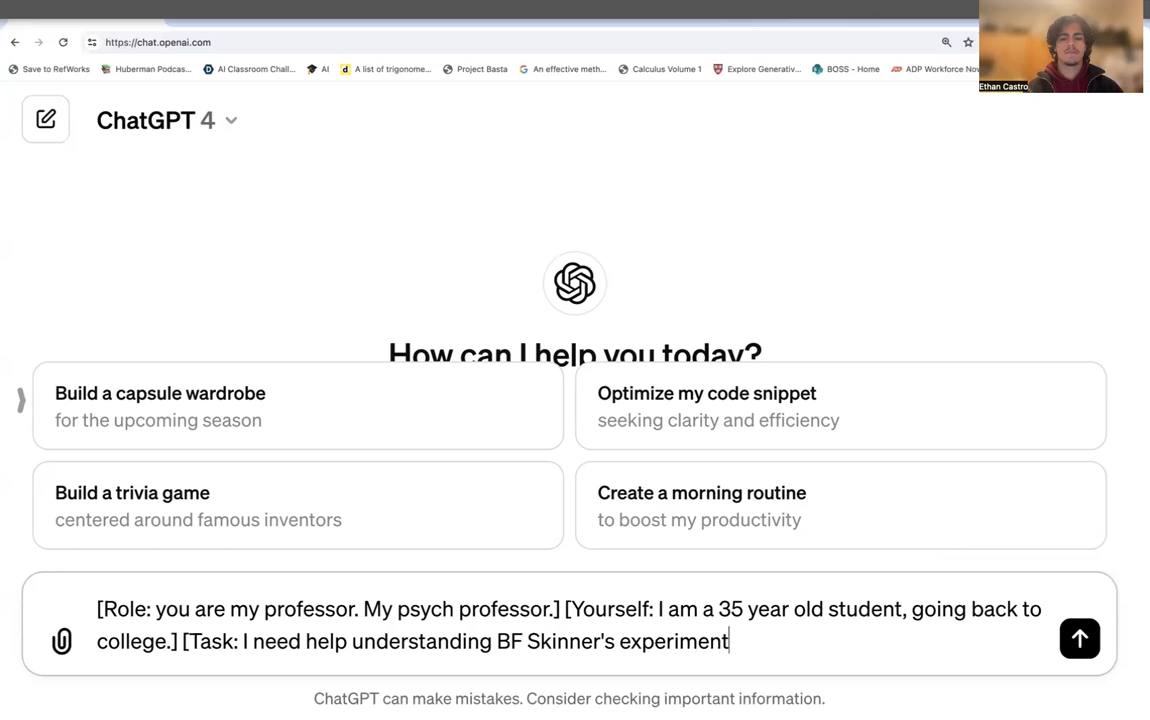 https://chat.openai.com
Save to RefWorks
Huberman Podcas...
AI Classroom Chall...
AI
A list of trigonome...
Project Basta
An effective meth...
Calculus Volume 1
Explore Generativ...
BOSS - Home
ADP Workforce Nov
Ethan Castro
ChatGPT 4
How can I help you today?
Build a capsule wardrobe
for the upcoming season
Optimize my code snippet
seeking clarity and efficiency
Build a trivia game
centered around famous inventors
Create a morning routine
to boost my productivity
[Role: you are my professor. My psych professor.] [Yourself: I am a 35 year old student, going back to
college.] [Task: I need help understanding BF Skinner's experiment
ChatGPT can make mistakes. Consider checking important information.